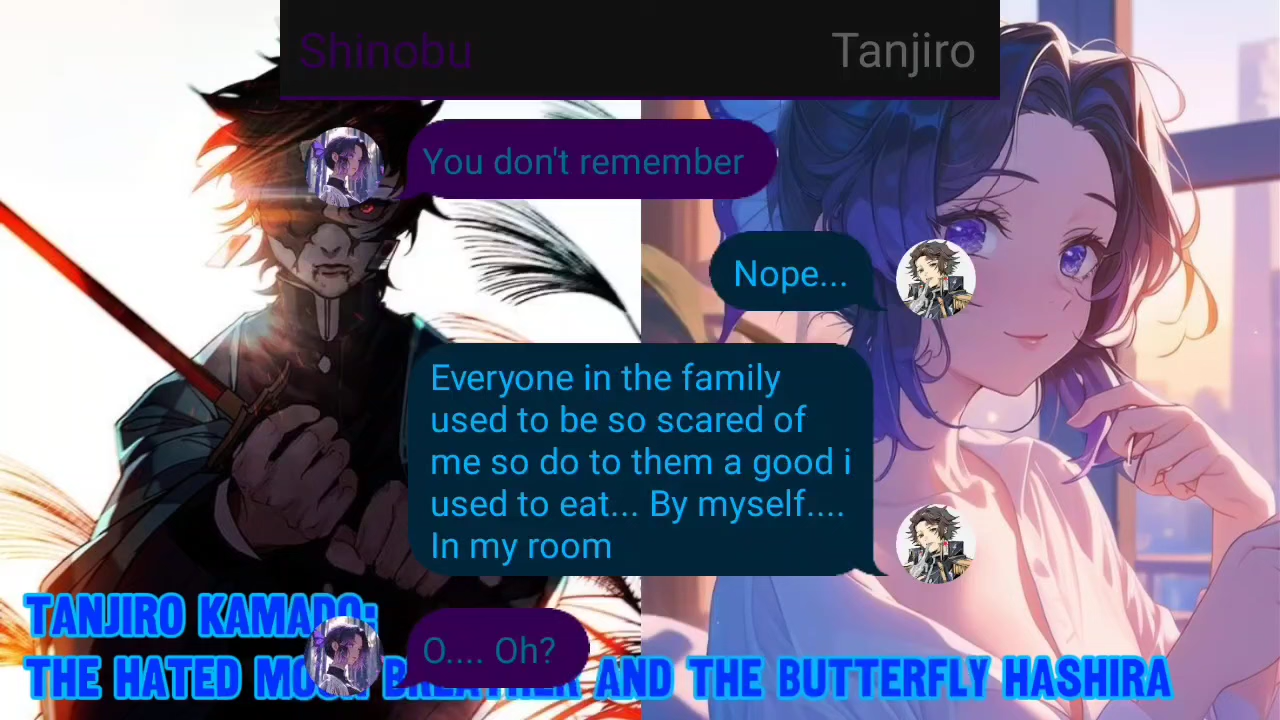 Shinobu
Tanjiro
You don't remember
Nope...
Everyone in the family
used to be so scared of
me so do to them a good i
used to eat... By myself....
In my room
O.... Oh?
TANJIRO KAMADO:
THE HATED MOON BREATHER AND THE BUTTERFLY HASHIRA